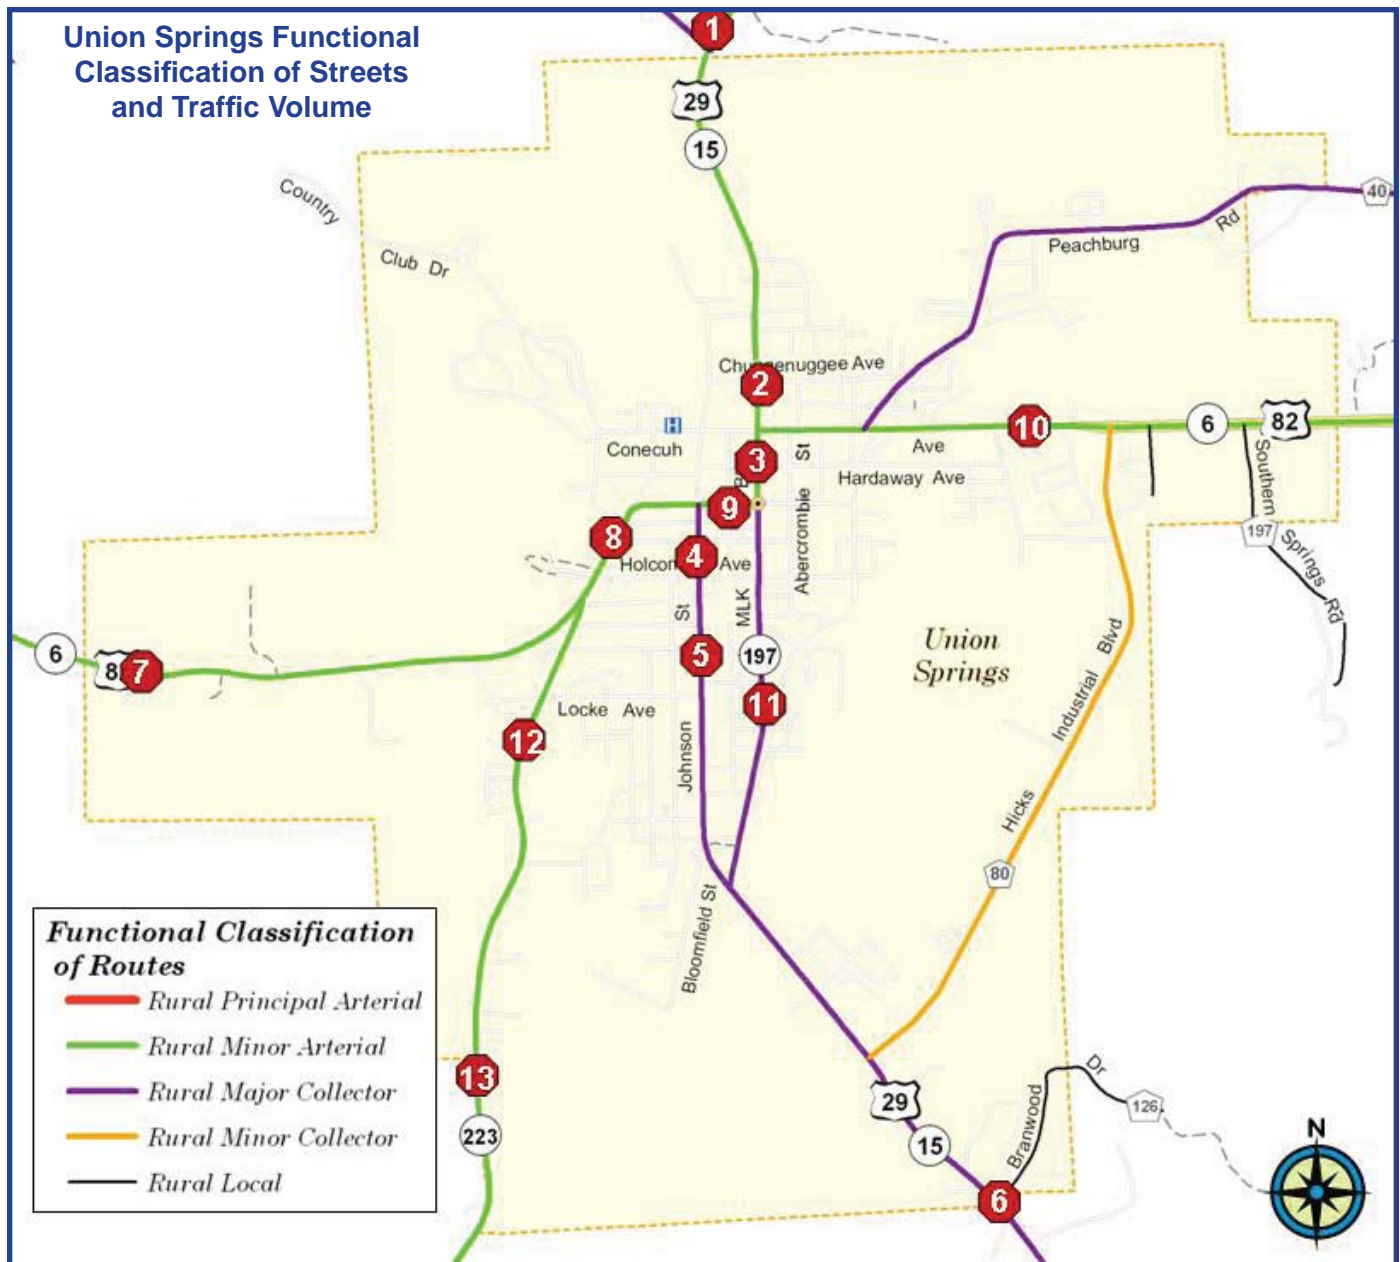 Union Springs Functional
Classification of Streets
and Traffic Volume
1
29
15
40
Country
Club Dr
Peachburg
Rd
Chu enuggee Ave
2
6
82
10
Conecuh
H
3
St
Ave
Hardaway Ave
B
9
8
4
Holcom Ave
Abercrombie
Southern
197
Springs
Rd
St
MLK
6
8
7
5
197
Union
Springs
Industrial Blvd
11
Locke Ave
12
Johnson
Hicks
80
Bloomfield St
Functional Classification
of Routes
Rural Principal Arterial
Rural Minor Arterial
Rural Major Collector
Rural Minor Collector
Rural Local
13
223
29
15
6
Branwood
Dr
126
N